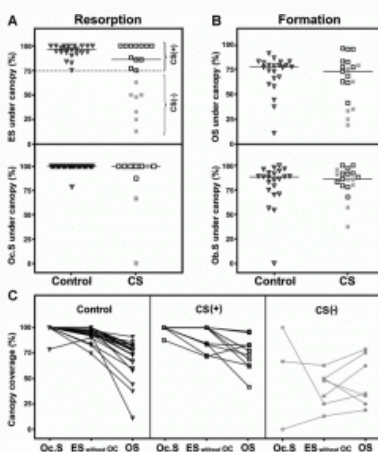 A Resorption
B Formation
ES under canopy (%)
100
75
50
25
0
CS(+)
CS(-)
OS under canopy (%)
100
75
50
25
0
Oc.S under canopy (%)
100
75
50
25
0
Control CS
Ob.S under canopy (%)
100
75
50
25
0
Control CS
C Control CS(+) CS(-)
Canopy coverage (%)
100
75
50
25
0
Oc.S ES without OC OS Oc.S ES without OC OS Oc.S ES without OC OS